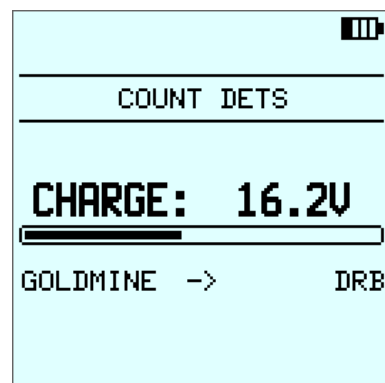 COUNT DETS
CHARGE: 16.2V
GOLDMINE -> DRB